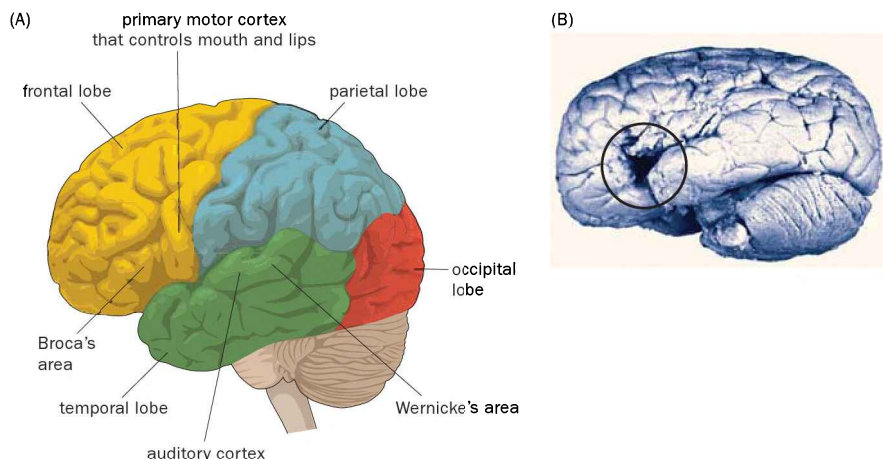 (A)
primary motor cortex
that controls mouth and lips
frontal lobe
parietal lobe
occipital
lobe
Broca's
area
temporal lobe
Wernicke's area
auditory cortex
(B)